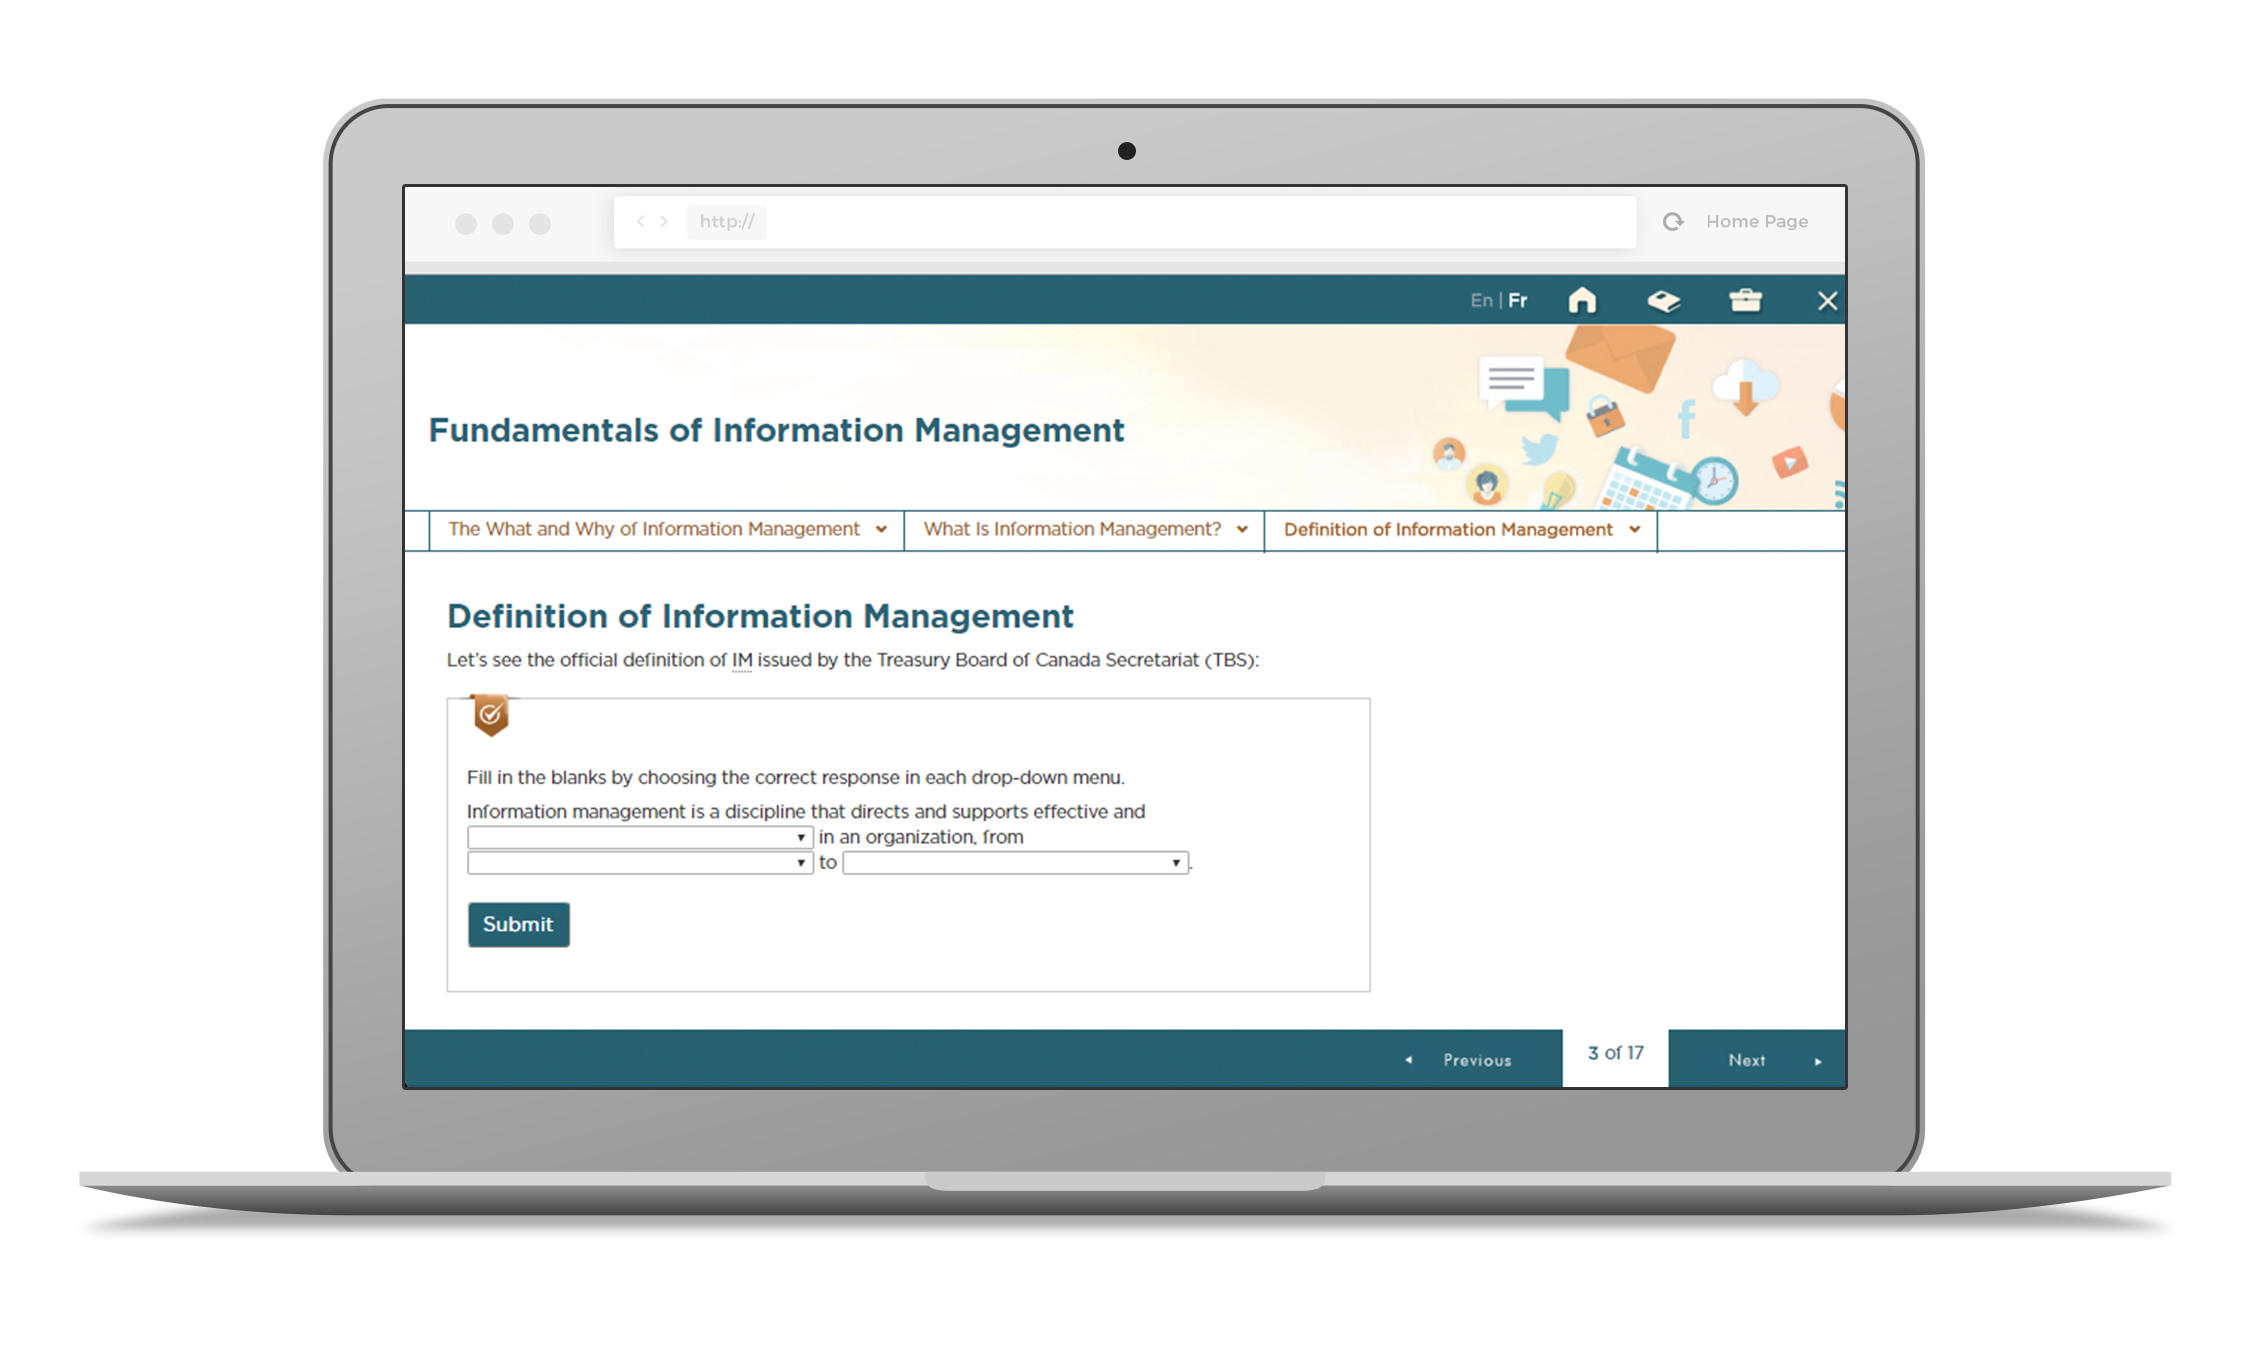 http://
Home Page
En | Fr
Fundamentals of Information Management
The What and Why of Information Management
What Is Information Management?
Definition of Information Management
Definition of Information Management
Let's see the official definition of IM issued by the Treasury Board of Canada Secretariat (TBS):
Fill in the blanks by choosing the correct response in each drop-down menu.
Information management is a discipline that directs and supports effective and
in an organization, from
to .
Submit
Previous
3 of 17
Next